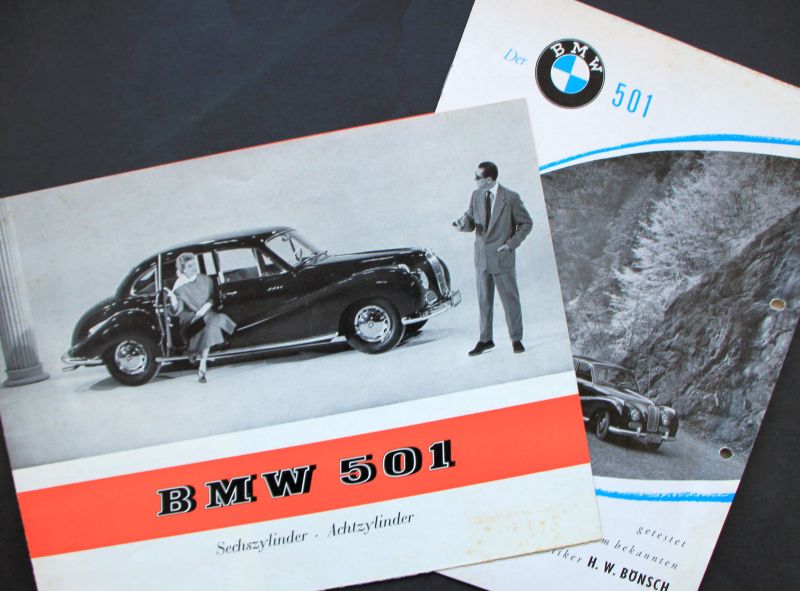 BMW 501
Sechszylinder · Achtzylinder
Der BMW 501
getestet
bekannten
H. W. BÖNSCH